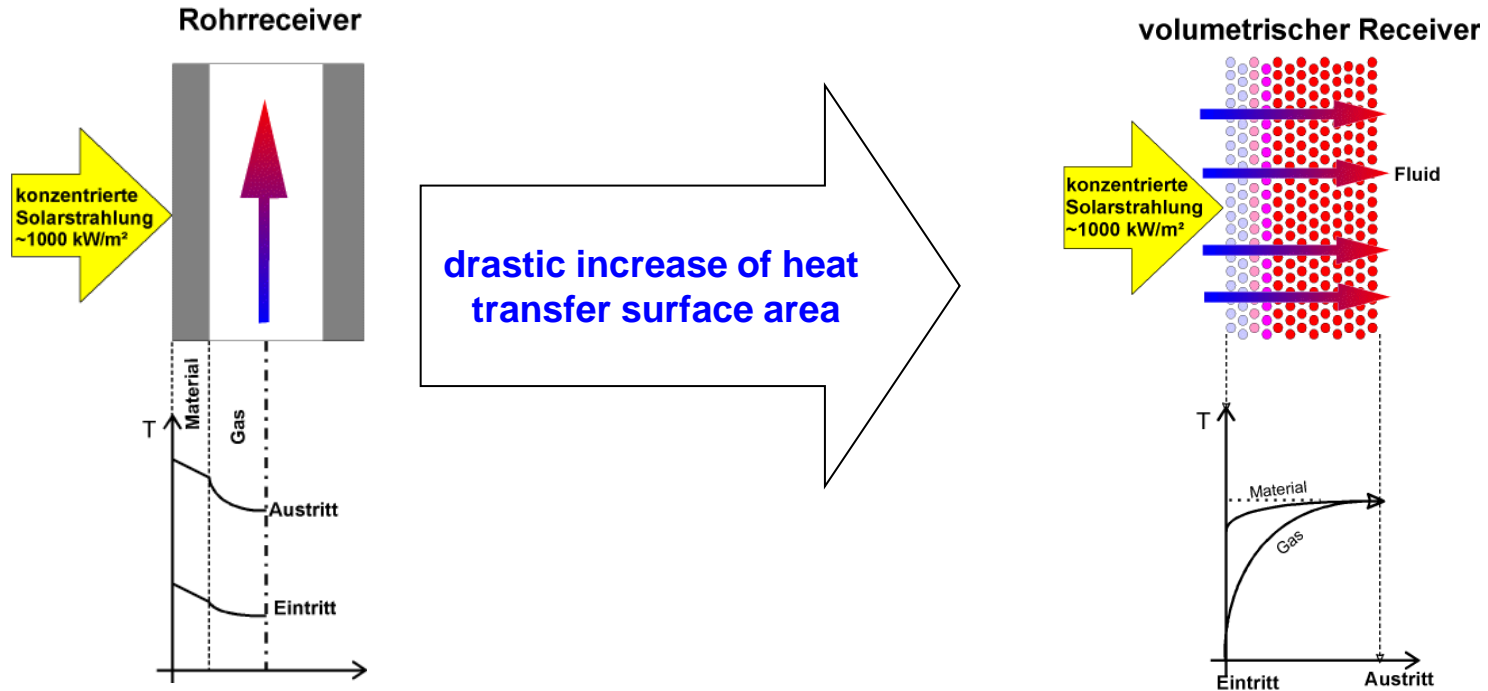 Rohrreceiver
konzentrierte
Solarstrahlung
~1000 kW/m²
Material
Gas
T
Austritt
Eintritt
drastic increase of heat
transfer surface area
volumetrischer Receiver
konzentrierte
Solarstrahlung
~1000 kW/m²
Fluid
T
Material
Gas
Eintritt
Austritt